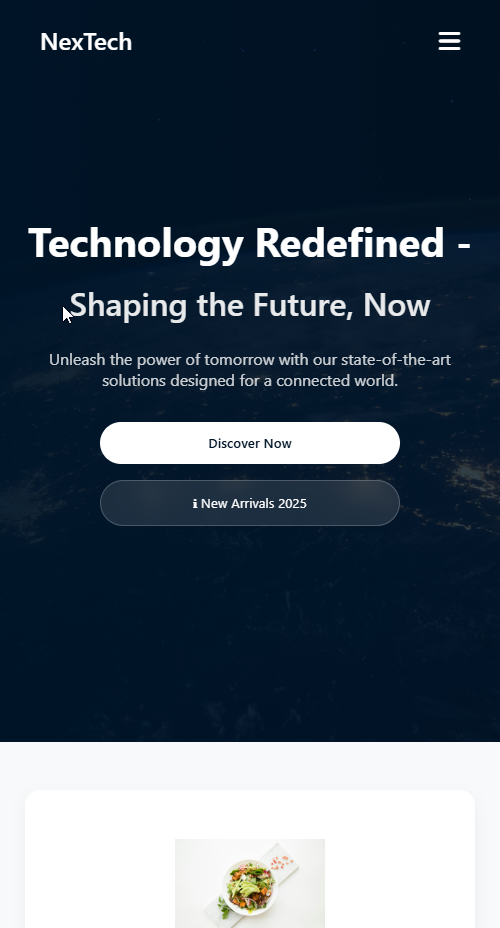 NexTech
Technology Redefined -
Shaping the Future, Now
Unleash the power of tomorrow with our state-of-the-art
solutions designed for a connected world.
Discover Now
ℹ New Arrivals 2025